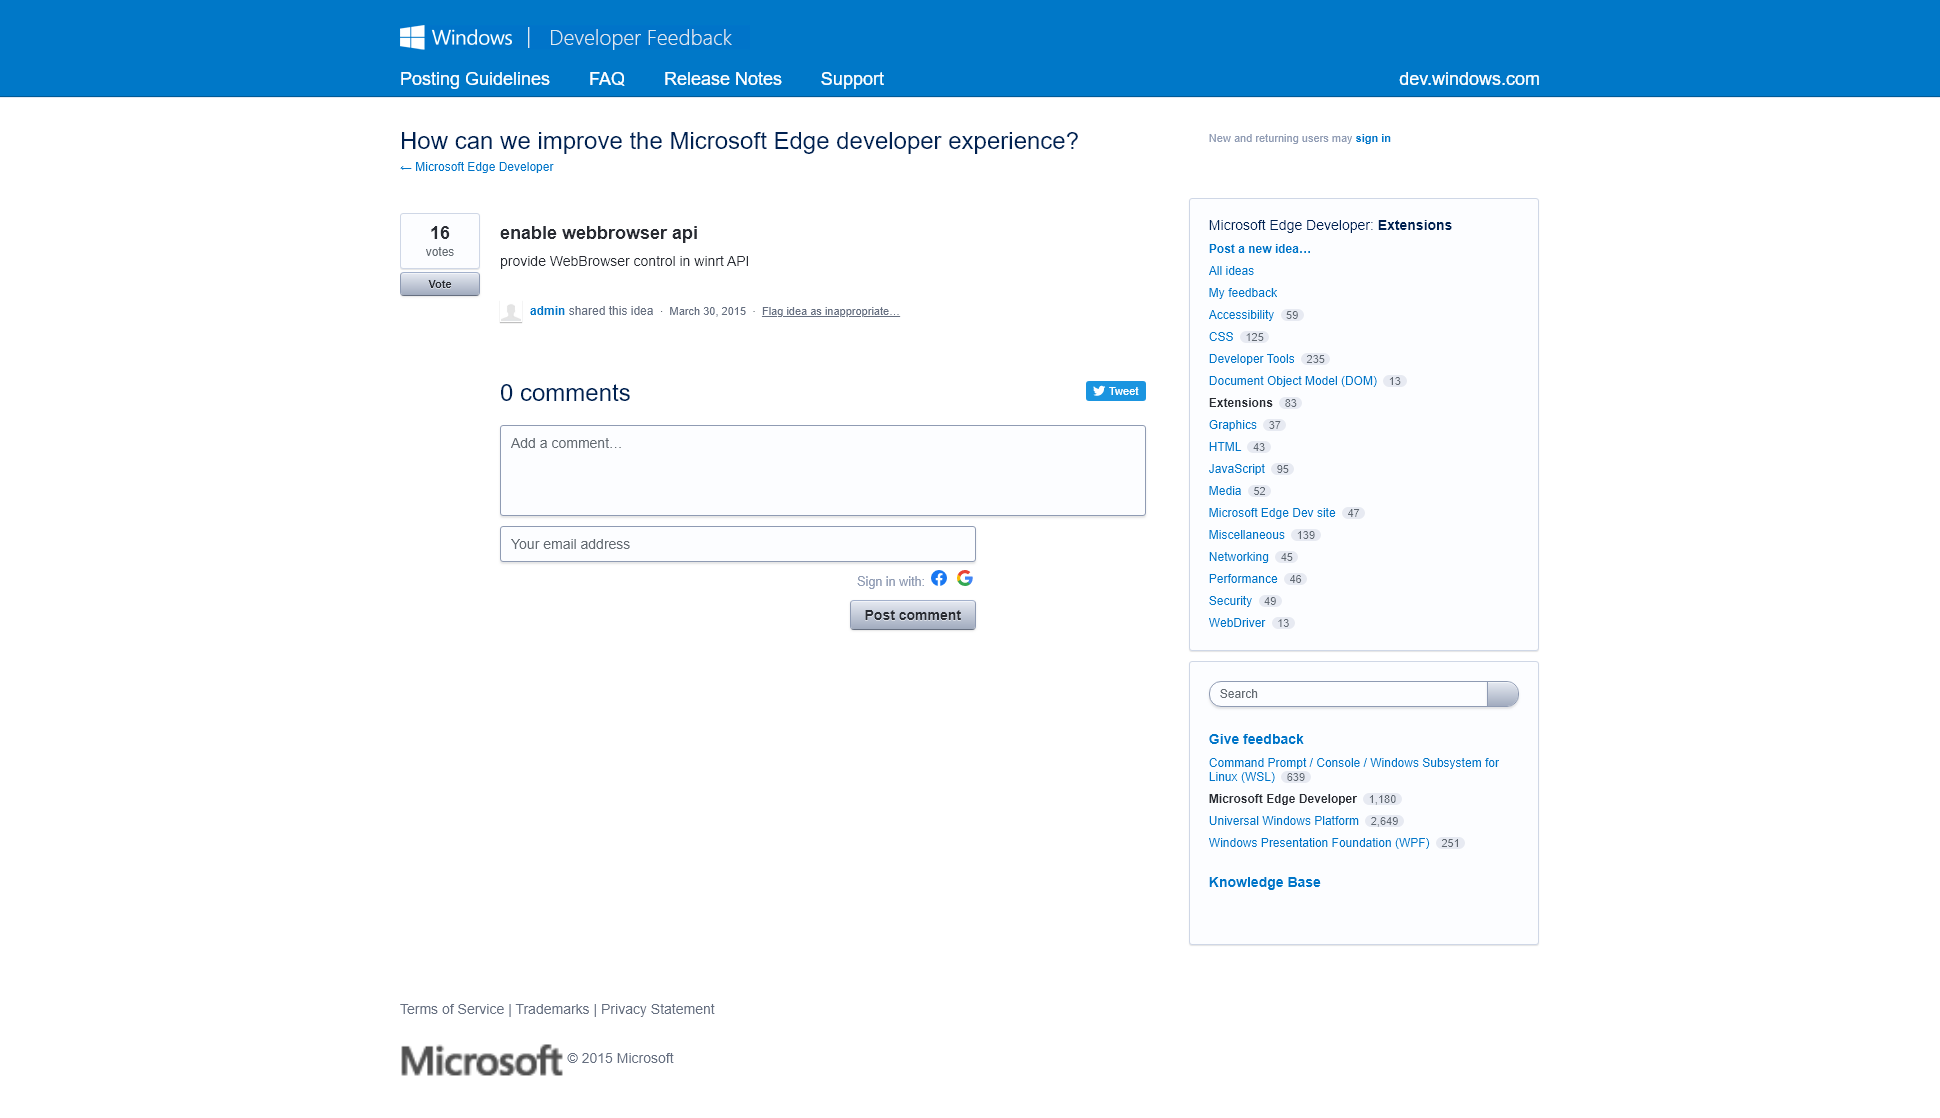 Windows | Developer Feedback
Posting Guidelines FAQ Release Notes Support dev.windows.com
How can we improve the Microsoft Edge developer experience?
← Microsoft Edge Developer
New and returning users may sign in
16
votes
Vote
enable webbrowser api
provide WebBrowser control in winrt API
admin shared this idea · March 30, 2015 · Flag idea as inappropriate…
0 comments
Tweet
Add a comment…
Your email address
Sign in with:
Post comment
Microsoft Edge Developer: Extensions
Post a new idea…
All ideas
My feedback
Accessibility 59
CSS 125
Developer Tools 235
Document Object Model (DOM) 13
Extensions 83
Graphics 37
HTML 43
JavaScript 95
Media 52
Microsoft Edge Dev site 47
Miscellaneous 139
Networking 45
Performance 46
Security 49
WebDriver 13
Search
Give feedback
Command Prompt / Console / Windows Subsystem for
Linux (WSL) 639
Microsoft Edge Developer 1,180
Universal Windows Platform 2,649
Windows Presentation Foundation (WPF) 251
Knowledge Base
Terms of Service | Trademarks | Privacy Statement
Microsoft © 2015 Microsoft